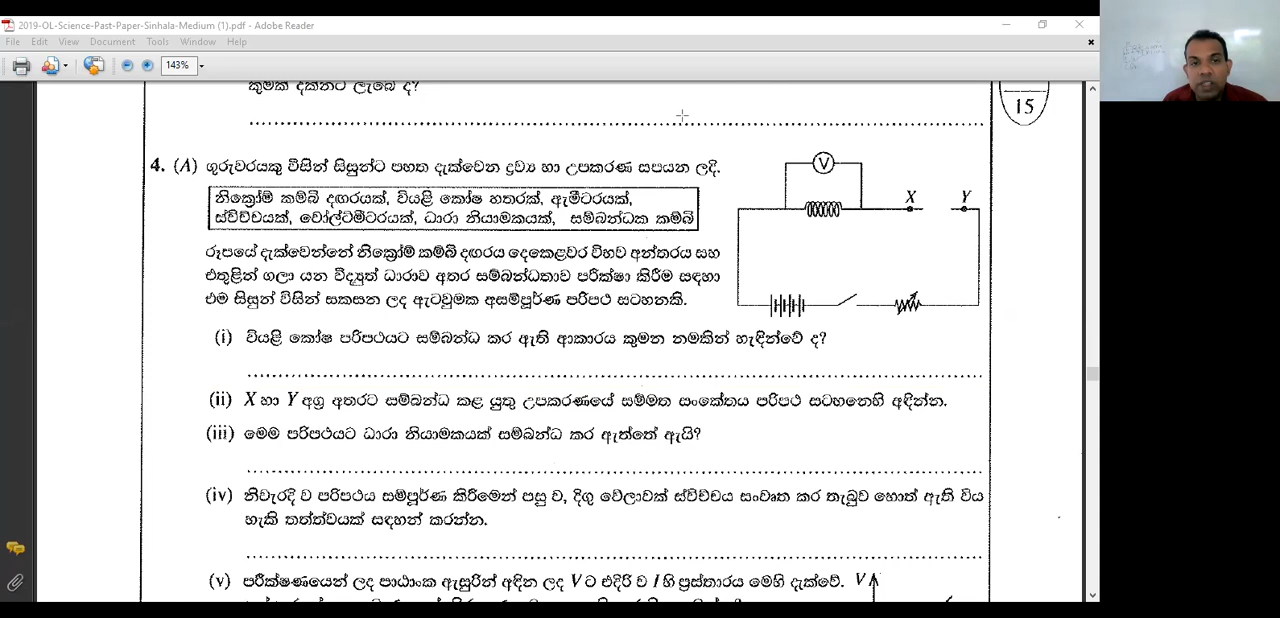 2019-OL-Science-Past-Paper-Sinhala-Medium (1).pdf - Adobe Reader
File Edit View Document Tools Window Help
143%
කුමක් දක්නට ලැබේ ද?
15
4. (A) ගුරුවරයකු විසින් සිසුන්ට පහත දැක්වෙන ද්‍රව්‍ය හා උපකරණ සපයන ලදි.
නික්‍රෝම් කම්බි දඟරයක්, වියළි කෝෂ හතරක්, ඇමීටරයක්,
ස්විච්චයක්, වෝල්ට්මීටරයක්, ධාරා නියාමකයක්, සම්බන්ධක කම්බි
V
X Y
රූපයේ දැක්වෙන්නේ නික්‍රෝම් කම්බි දඟරය දෙකෙළවර විභව අන්තරය සහ
එතුළින් ගලා යන විද්‍යුත් ධාරාව අතර සම්බන්ධතාව පරීක්ෂා කිරීම සඳහා
එම සිසුන් විසින් සකසන ලද ඇටවුමක අසම්පූර්ණ පරිපථ සටහනකි.
(i) වියළි කෝෂ පරිපථයට සම්බන්ධ කර ඇති ආකාරය කුමන නමකින් හැඳින්වේ ද?
(ii) X හා Y අග්‍ර අතරට සම්බන්ධ කළ යුතු උපකරණයේ සම්මත සංකේතය පරිපථ සටහනෙහි අඳින්න.
(iii) මෙම පරිපථයට ධාරා නියාමකයක් සම්බන්ධ කර ඇත්තේ ඇයි?
(iv) නිවැරදි ව පරිපථය සම්පූර්ණ කිරීමෙන් පසු ව, දිගු වේලාවක් ස්විච්චය සංවෘත කර තැබුව හොත් ඇති විය
හැකි තත්ත්වයක් සඳහන් කරන්න.
(v) පරීක්ෂණයෙන් ලද පාඨාංක ඇසුරින් අඳින ලද V ට එදිරි ව I හි ප්‍රස්තාරය මෙහි දැක්වේ. V